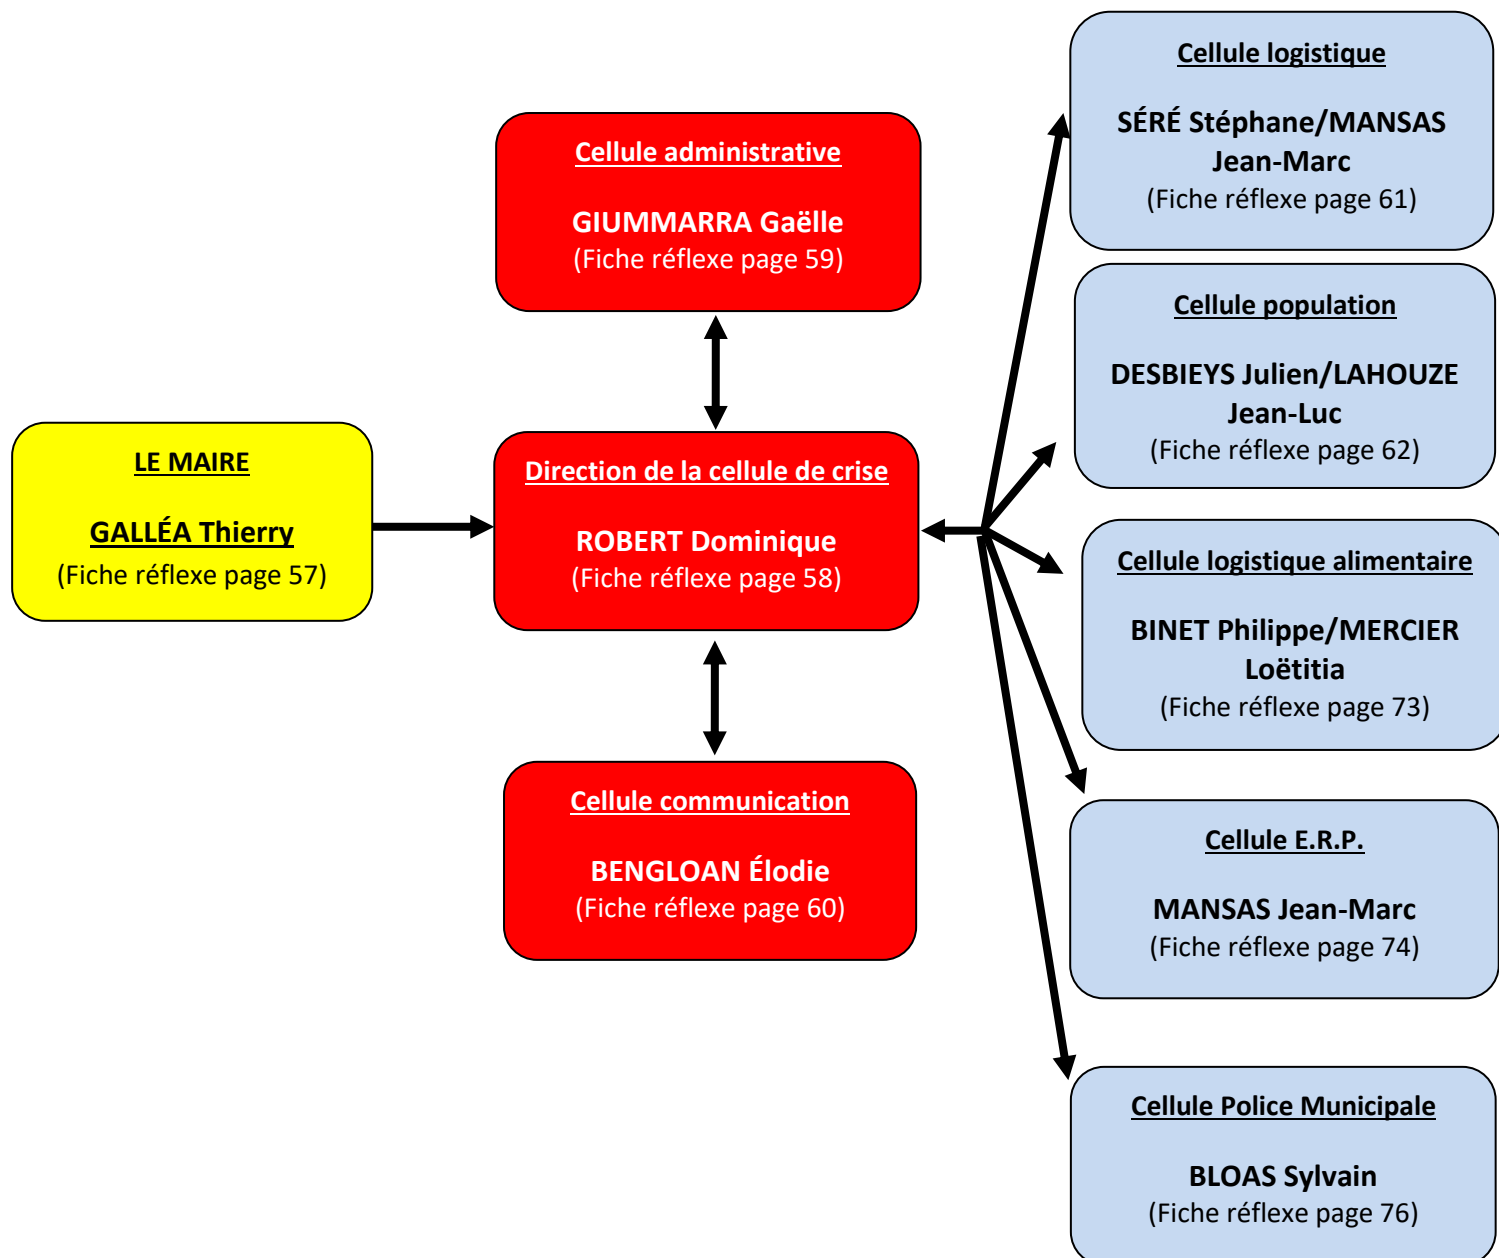 LE MAIRE
GALLÉA Thierry
(Fiche réflexe page 57)
Cellule administrative
GIUMMARRA Gaëlle
(Fiche réflexe page 59)
Direction de la cellule de crise
ROBERT Dominique
(Fiche réflexe page 58)
Cellule communication
BENGLOAN Élodie
(Fiche réflexe page 60)
Cellule logistique
SÉRÉ Stéphane/MANSAS
Jean-Marc
(Fiche réflexe page 61)
Cellule population
DESBIEYS Julien/LAHOUZE
Jean-Luc
(Fiche réflexe page 62)
Cellule logistique alimentaire
BINET Philippe/MERCIER
Loëtitia
(Fiche réflexe page 73)
Cellule E.R.P.
MANSAS Jean-Marc
(Fiche réflexe page 74)
Cellule Police Municipale
BLOAS Sylvain
(Fiche réflexe page 76)